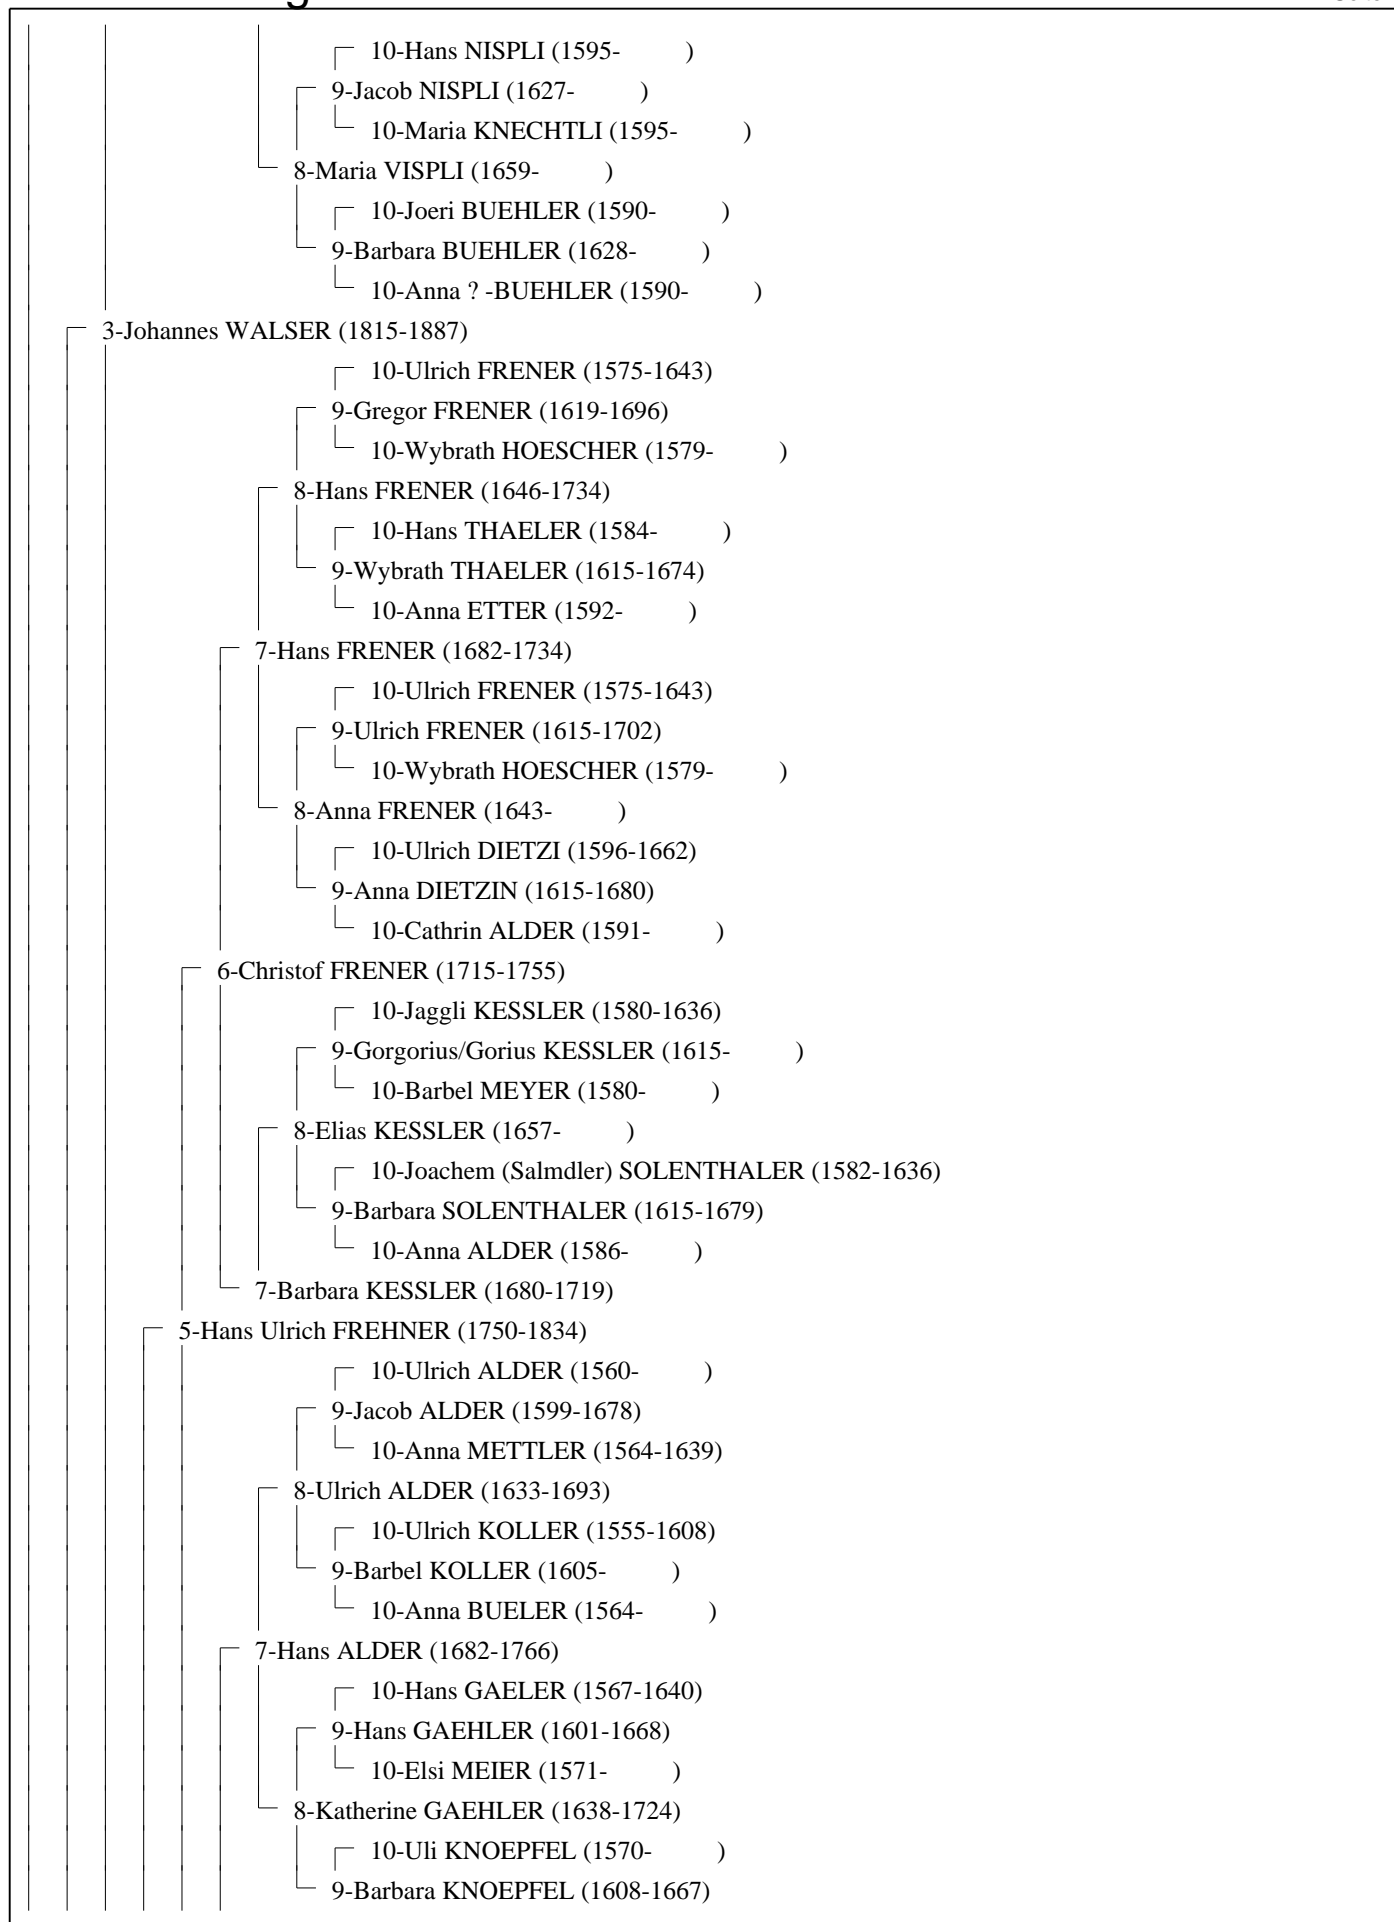 10-Hans NISPLI (1595- )
9-Jacob NISPLI (1627- )
10-Maria KNECHTLI (1595- )
8-Maria VISPLI (1659- )
10-Joeri BUEHLER (1590- )
9-Barbara BUEHLER (1628- )
10-Anna ? -BUEHLER (1590- )
3-Johannes WALSER (1815-1887)
10-Ulrich FRENER (1575-1643)
9-Gregor FRENER (1619-1696)
10-Wybrath HOESCHER (1579- )
8-Hans FRENER (1646-1734)
10-Hans THAELER (1584- )
9-Wybrath THAELER (1615-1674)
10-Anna ETTER (1592- )
7-Hans FRENER (1682-1734)
10-Ulrich FRENER (1575-1643)
9-Ulrich FRENER (1615-1702)
10-Wybrath HOESCHER (1579- )
8-Anna FRENER (1643- )
10-Ulrich DIETZI (1596-1662)
9-Anna DIETZIN (1615-1680)
10-Cathrin ALDER (1591- )
6-Christof FRENER (1715-1755)
10-Jaggli KESSLER (1580-1636)
9-Gorgorius/Gorius KESSLER (1615- )
10-Barbel MEYER (1580- )
8-Elias KESSLER (1657- )
10-Joachem (Salmdler) SOLENTHALER (1582-1636)
9-Barbara SOLENTHALER (1615-1679)
10-Anna ALDER (1586- )
7-Barbara KESSLER (1680-1719)
5-Hans Ulrich FREHNER (1750-1834)
10-Ulrich ALDER (1560- )
9-Jacob ALDER (1599-1678)
10-Anna METTLER (1564-1639)
8-Ulrich ALDER (1633-1693)
10-Ulrich KOLLER (1555-1608)
9-Barbel KOLLER (1605- )
10-Anna BUELER (1564- )
7-Hans ALDER (1682-1766)
10-Hans GAELER (1567-1640)
9-Hans GAEHLER (1601-1668)
10-Elsi MEIER (1571- )
8-Katherine GAEHLER (1638-1724)
10-Uli KNOEPFEL (1570- )
9-Barbara KNOEPFEL (1608-1667)